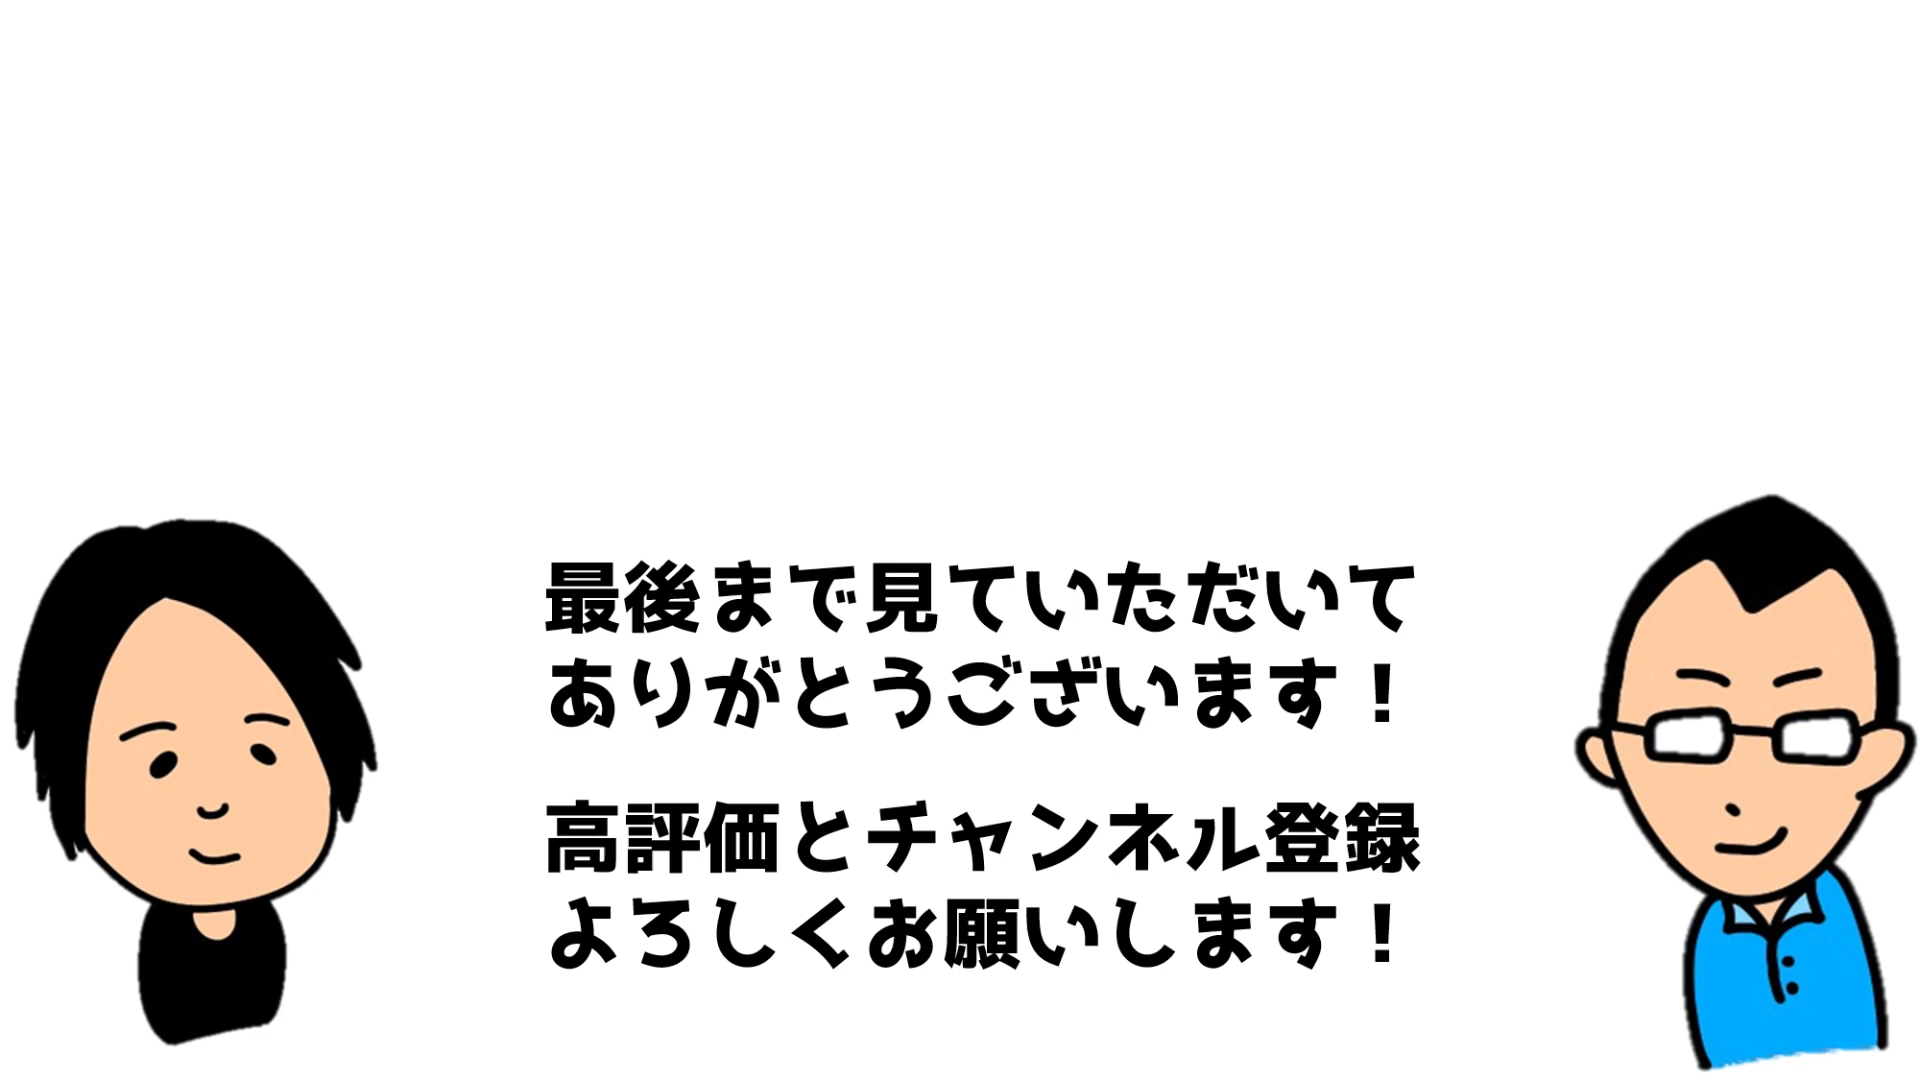 最後まで見ていただいて
ありがとうございます！
高評価とチャンネル登録
よろしくお願いします！